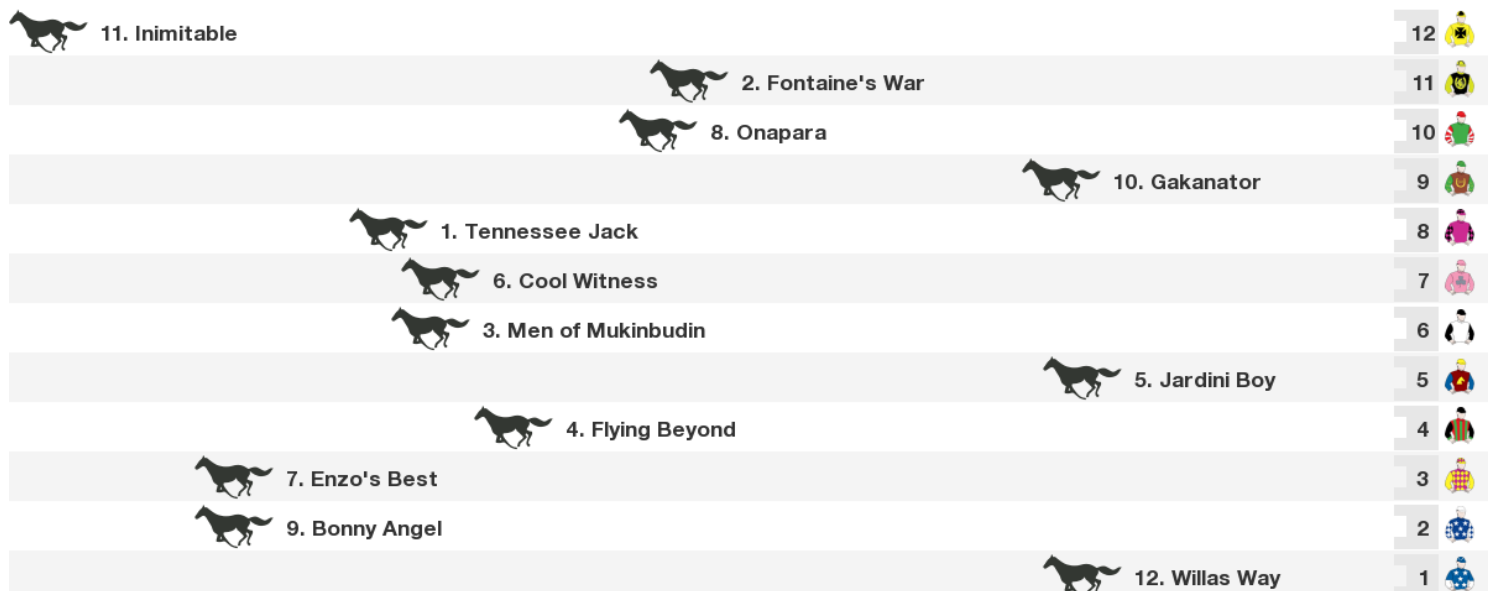 11. Inimitable 12
2. Fontaine's War 11
8. Onapara 10
10. Gakanator 9
1. Tennessee Jack 8
6. Cool Witness 7
3. Men of Mukinbudin 6
5. Jardini Boy 5
4. Flying Beyond 4
7. Enzo's Best 3
9. Bonny Angel 2
12. Willas Way 1